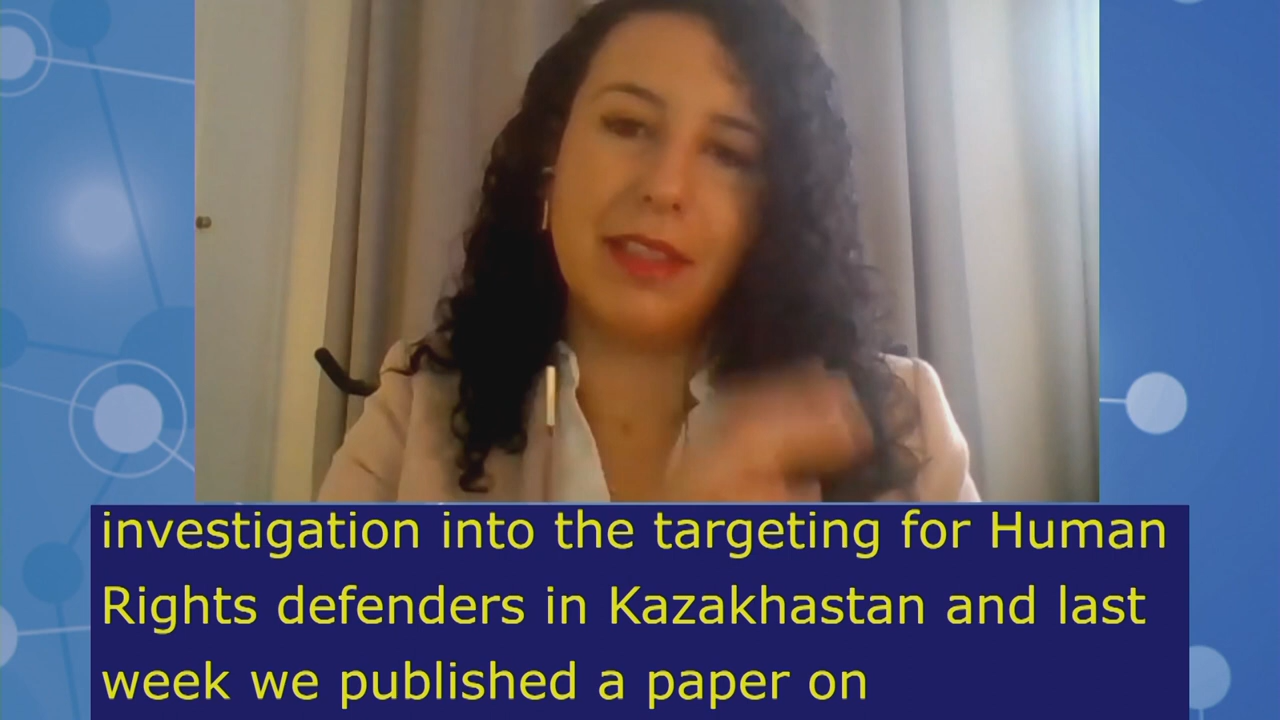 investigation into the targeting for Human
Rights defenders in Kazakhastan and last
week we published a paper on